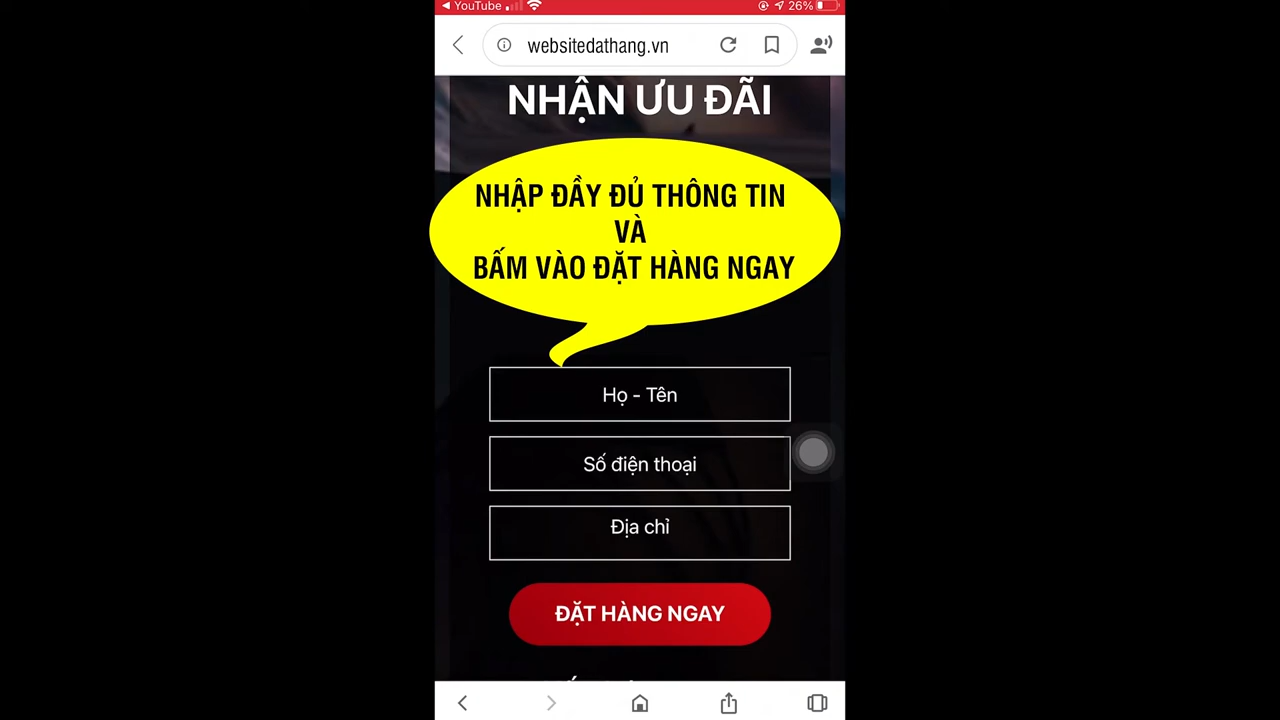 YouTube
26%
websitedathang.vn
NHẬN ƯU ĐÃI
NHẬP ĐẦY ĐỦ THÔNG TIN
VÀ
BẤM VÀO ĐẶT HÀNG NGAY
Họ - Tên
Số điện thoại
Địa chỉ
ĐẶT HÀNG NGAY